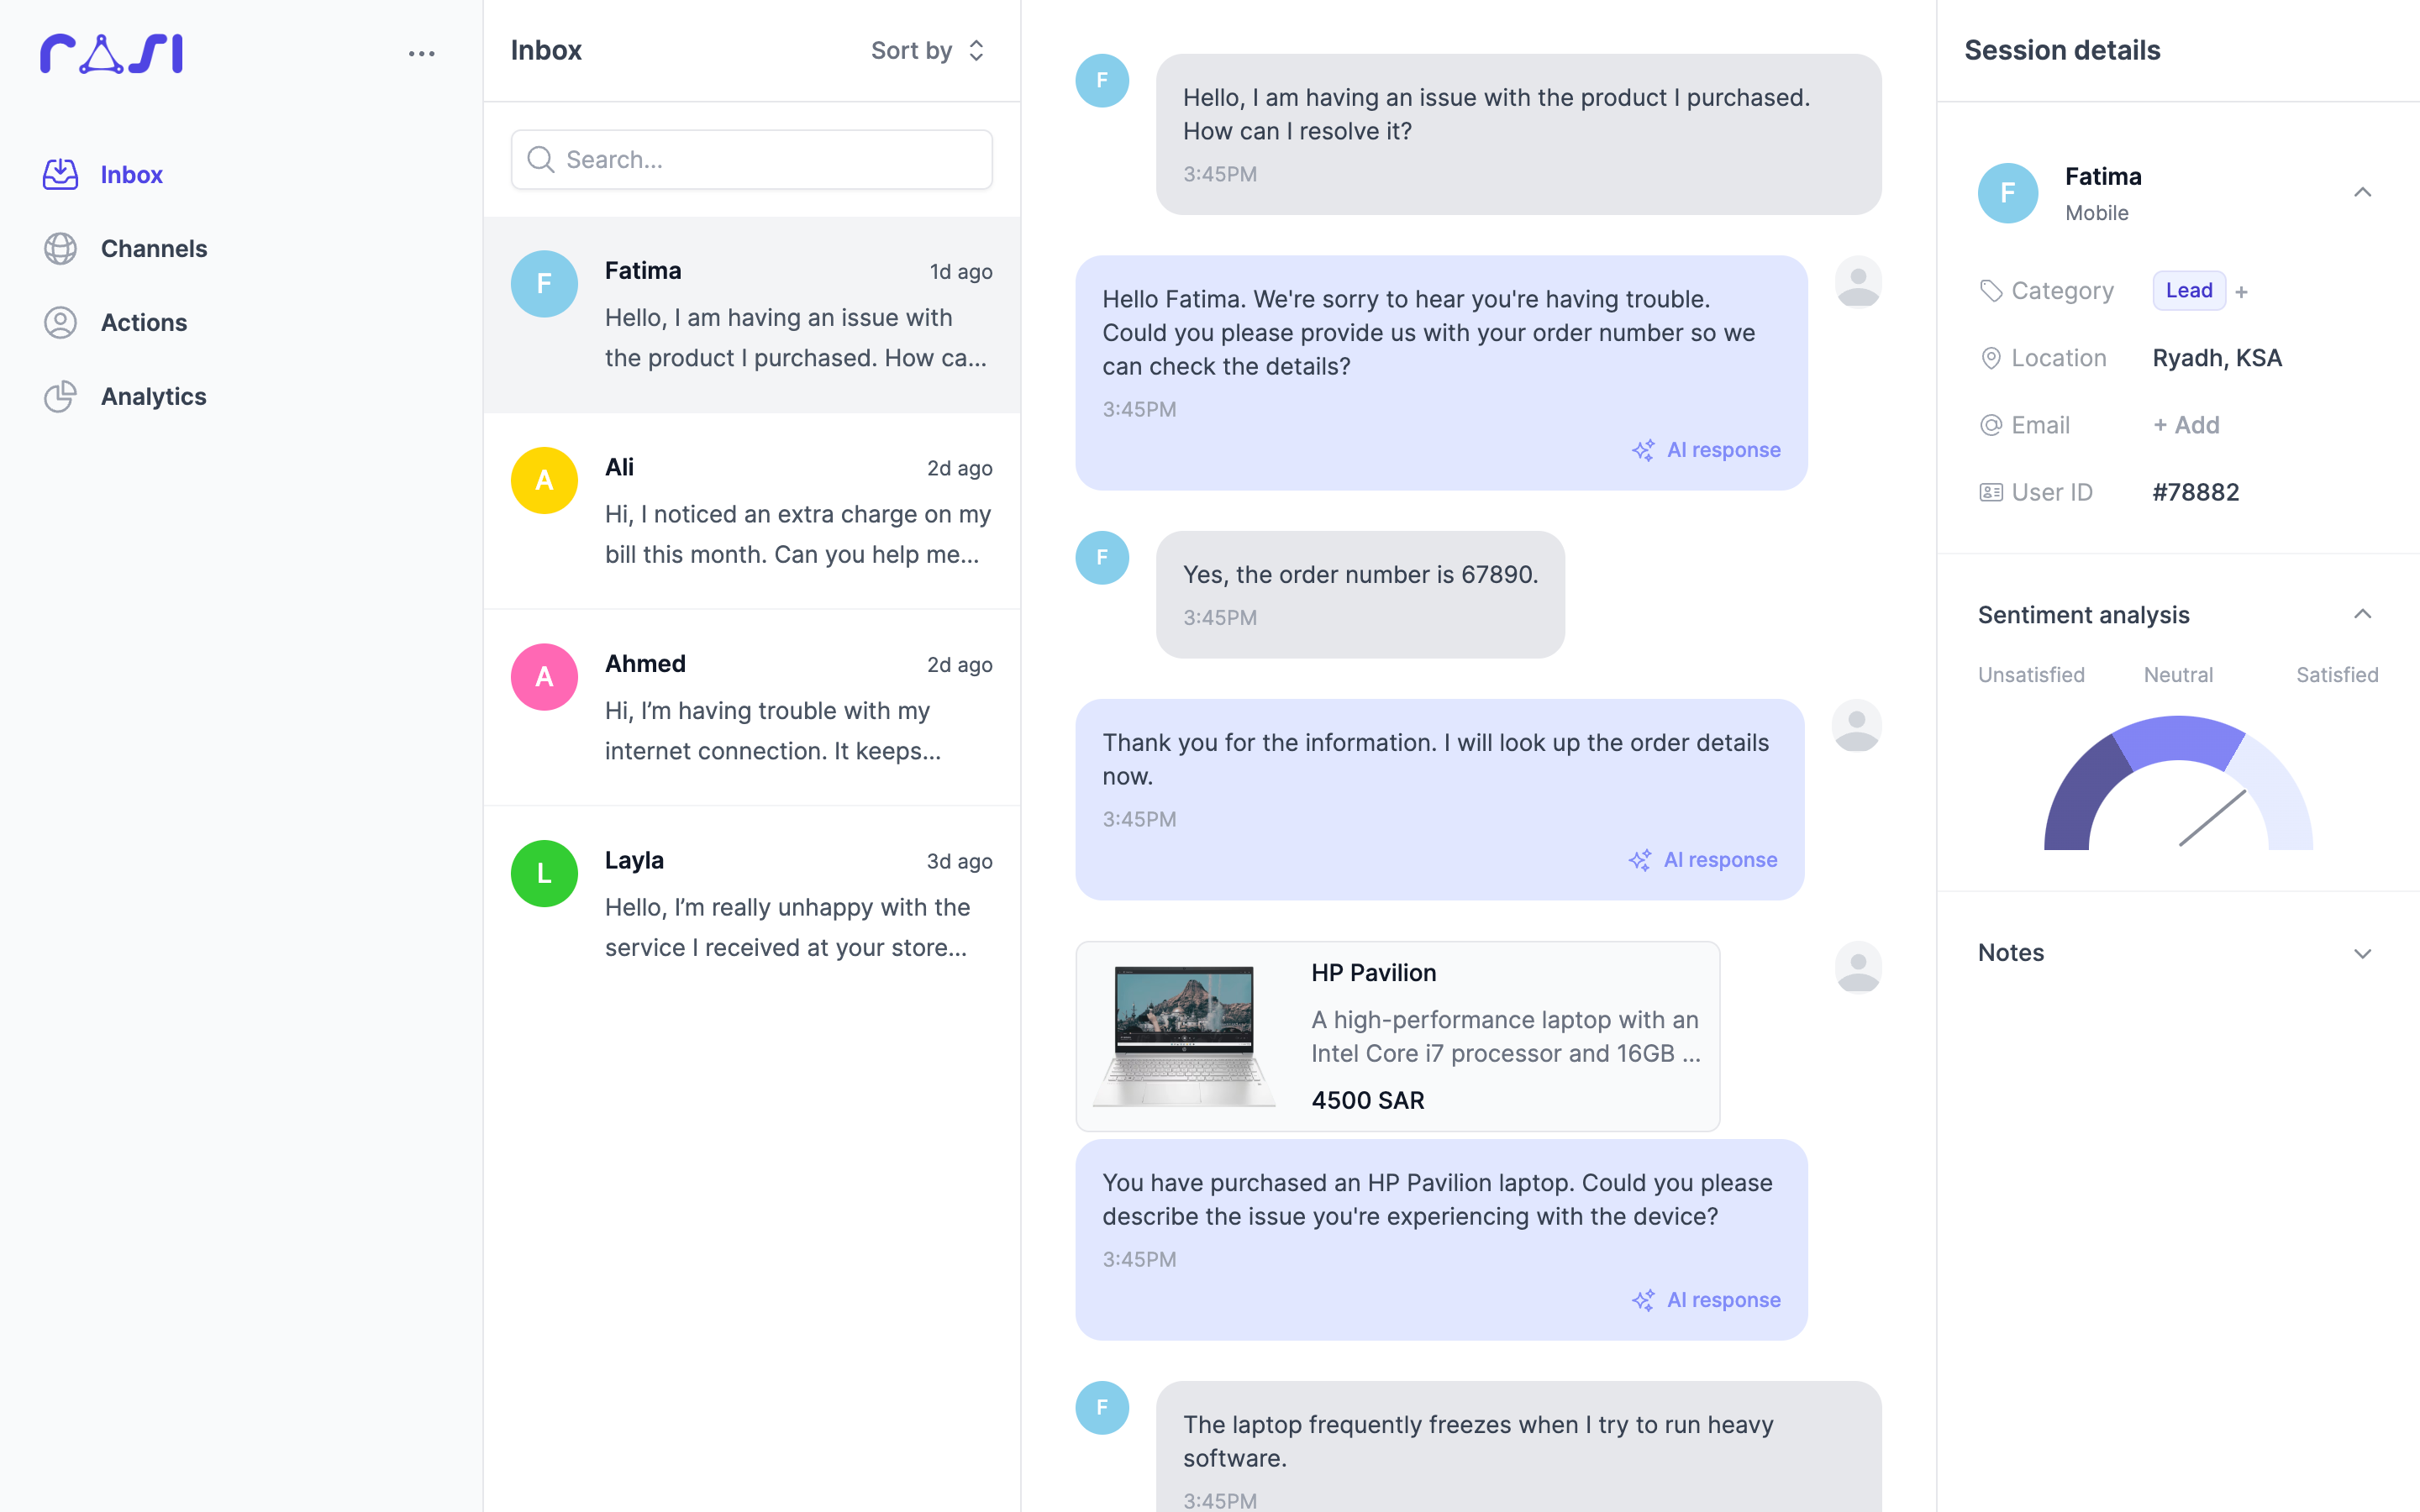 rasi
Inbox
Channels
Actions
Analytics
Inbox
Sort by
Search...
F
Fatima
1d ago
Hello, I am having an issue with
the product I purchased. How ca...
A
Ali
2d ago
Hi, I noticed an extra charge on my
bill this month. Can you help me...
A
Ahmed
2d ago
Hi, I’m having trouble with my
internet connection. It keeps...
L
Layla
3d ago
Hello, I’m really unhappy with the
service I received at your store...
F
Hello, I am having an issue with the product I purchased.
How can I resolve it?
3:45PM
Hello Fatima. We're sorry to hear you're having trouble.
Could you please provide us with your order number so we
can check the details?
3:45PM
AI response
F
Yes, the order number is 67890.
3:45PM
Thank you for the information. I will look up the order details
now.
3:45PM
AI response
HP Pavilion
A high-performance laptop with an
Intel Core i7 processor and 16GB ...
4500 SAR
You have purchased an HP Pavilion laptop. Could you please
describe the issue you're experiencing with the device?
3:45PM
AI response
F
The laptop frequently freezes when I try to run heavy
software.
3:45PM
Session details
F
Fatima
Mobile
Category
Lead +
Location
Ryadh, KSA
Email
+ Add
User ID
#78882
Sentiment analysis
Unsatisfied
Neutral
Satisfied
Notes